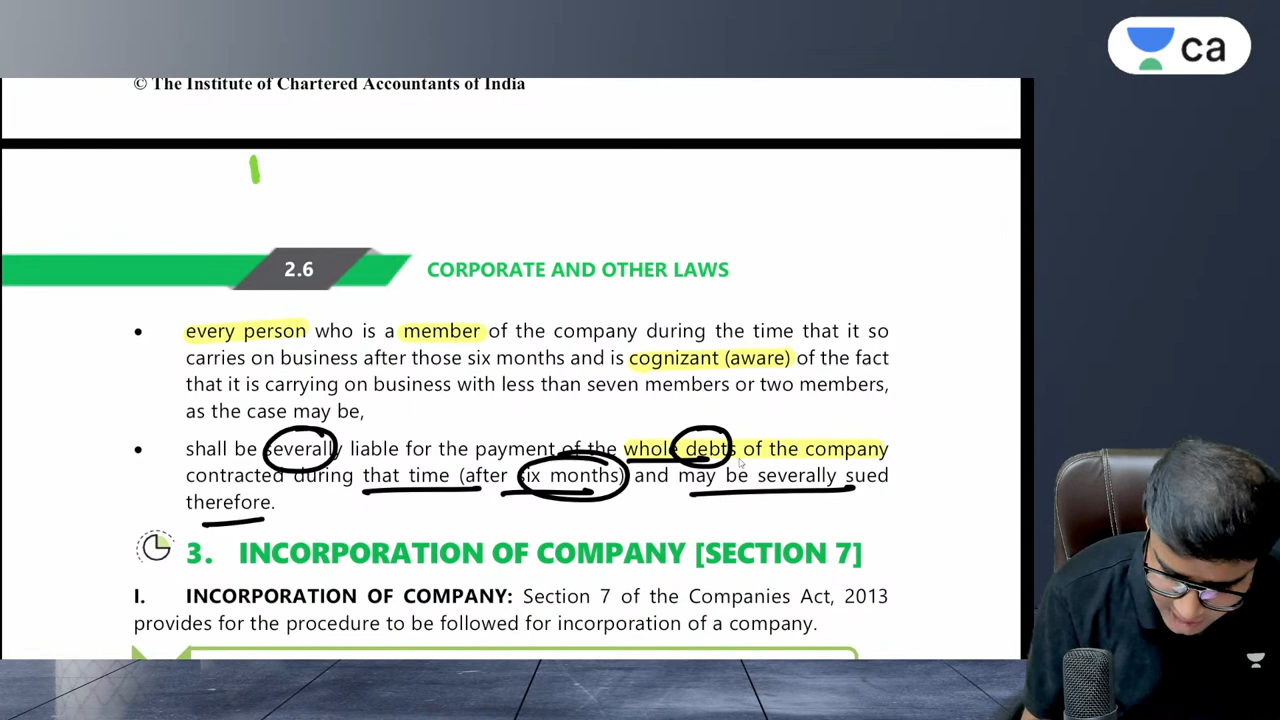 ca
© The Institute of Chartered Accountants of India
2.6 CORPORATE AND OTHER LAWS
• every person who is a member of the company during the time that it so
carries on business after those six months and is cognizant (aware) of the fact
that it is carrying on business with less than seven members or two members,
as the case may be,
• shall be severally liable for the payment of the whole debts of the company
contracted during that time (after six months) and may be severally sued
therefore.
3. INCORPORATION OF COMPANY [SECTION 7]
I. INCORPORATION OF COMPANY: Section 7 of the Companies Act, 2013
provides for the procedure to be followed for incorporation of a company.